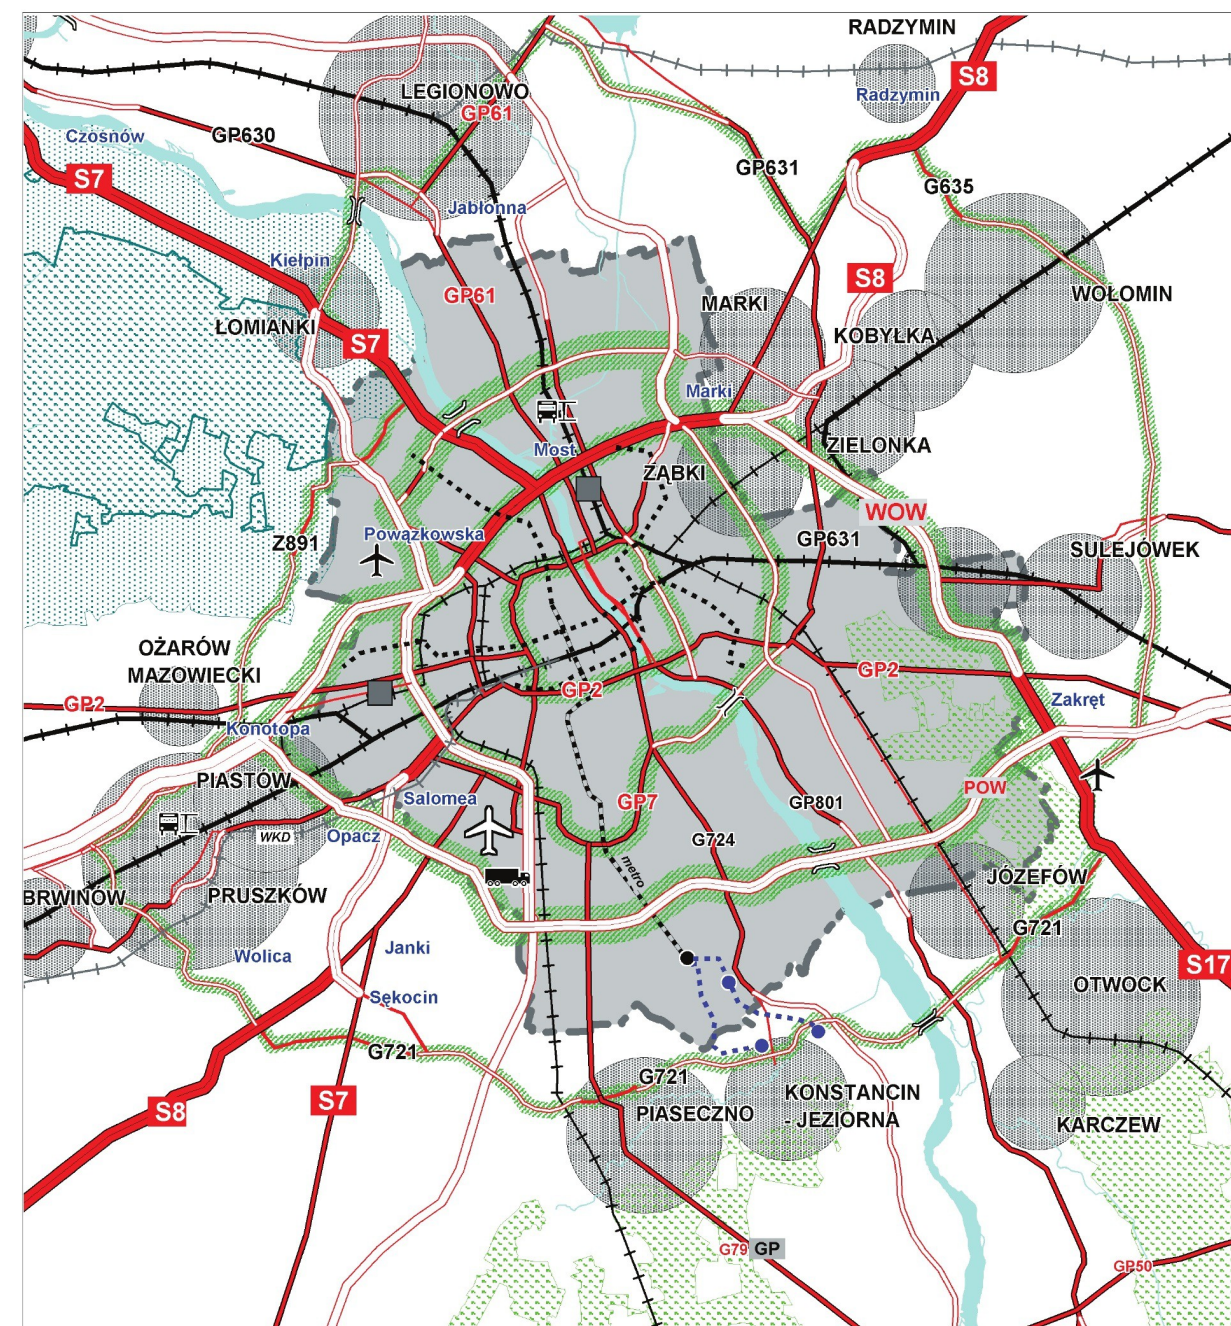 RADZYMIN
S8
LEGIONOWO
Radzymin
GP61
Czosnów
GP630
GP631
S7
G635
Jabłonna
Kiełpin
S8
GP61
WOŁOMIN
MARKI
ŁOMIANKI
KOBYŁKA
S7
Marki
Most
ZĄBKI
ZIELONKA
WOW
Powązkowska
Z891
GP631
SULEJÓWEK
OŻARÓW
MAZOWIECKI
GP2
GP2
GP2
Zakręt
Konotopa
PIASTÓW
POW
Salomea
GP7
GP801
Opacz
WKD
G724
metro
JÓZEFÓW
BRWINÓW
PRUSZKÓW
G721
Wolica
Janki
S17
OTWOCK
Sękocin
G721
G721
S8
S7
PIASECZNO
KONSTANCIN
- JEZIORNA
KARCZEW
G79 GP
GP50